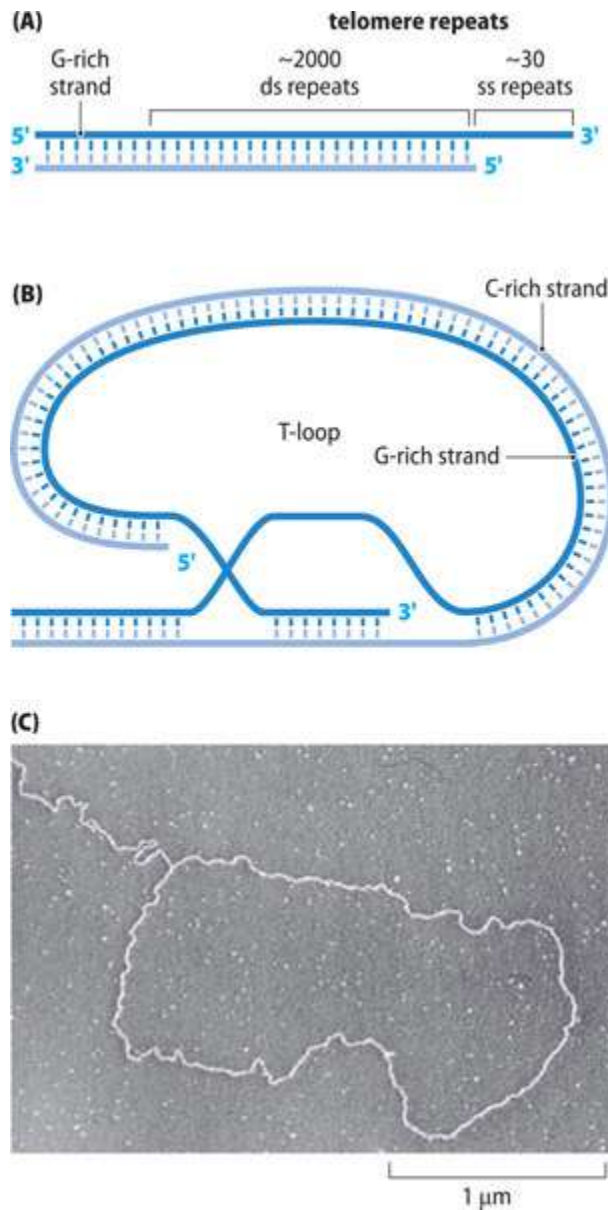 (A)
telomere repeats
G-rich
strand
~2000
ds repeats
~30
ss repeats
5'
3'
3'
5'
(B)
C-rich strand
T-loop
G-rich strand
5'
3'
(C)
1 μm